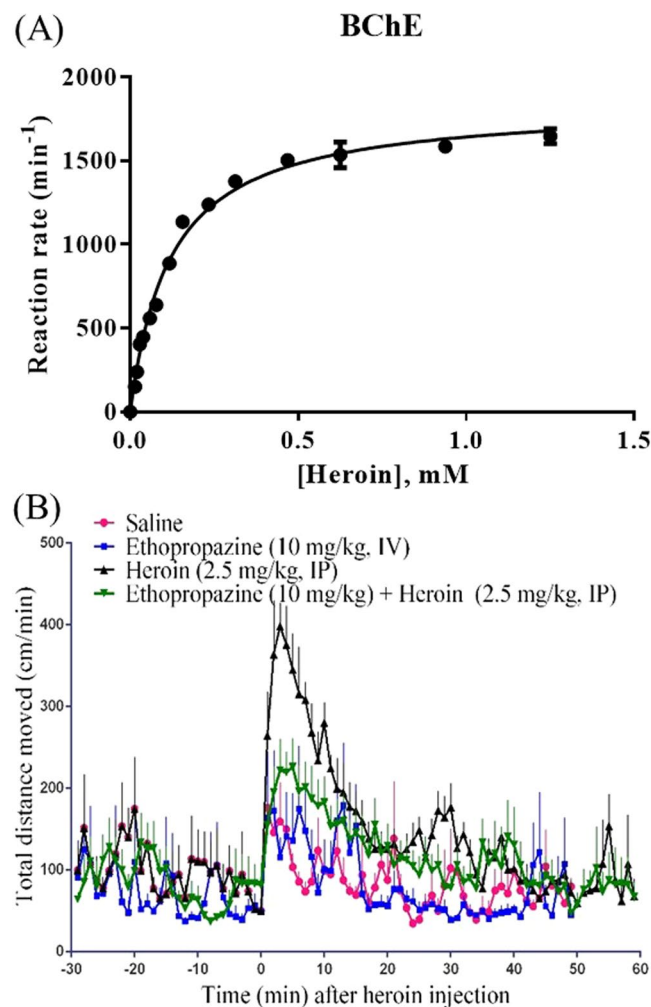 (A)
BChE
2000
1500
1000
500
0
Reaction rate (min-1)
0.0 0.5 1.0 1.5
[Heroin], mM
(B)
Saline
Ethopropazine (10 mg/kg, IV)
Heroin (2.5 mg/kg, IP)
Ethopropazine (10 mg/kg) + Heroin (2.5 mg/kg, IP)
500
400
300
200
100
0
Total distance moved (cm/min)
-30 -20 -10 0 10 20 30 40 50 60
Time (min) after heroin injection